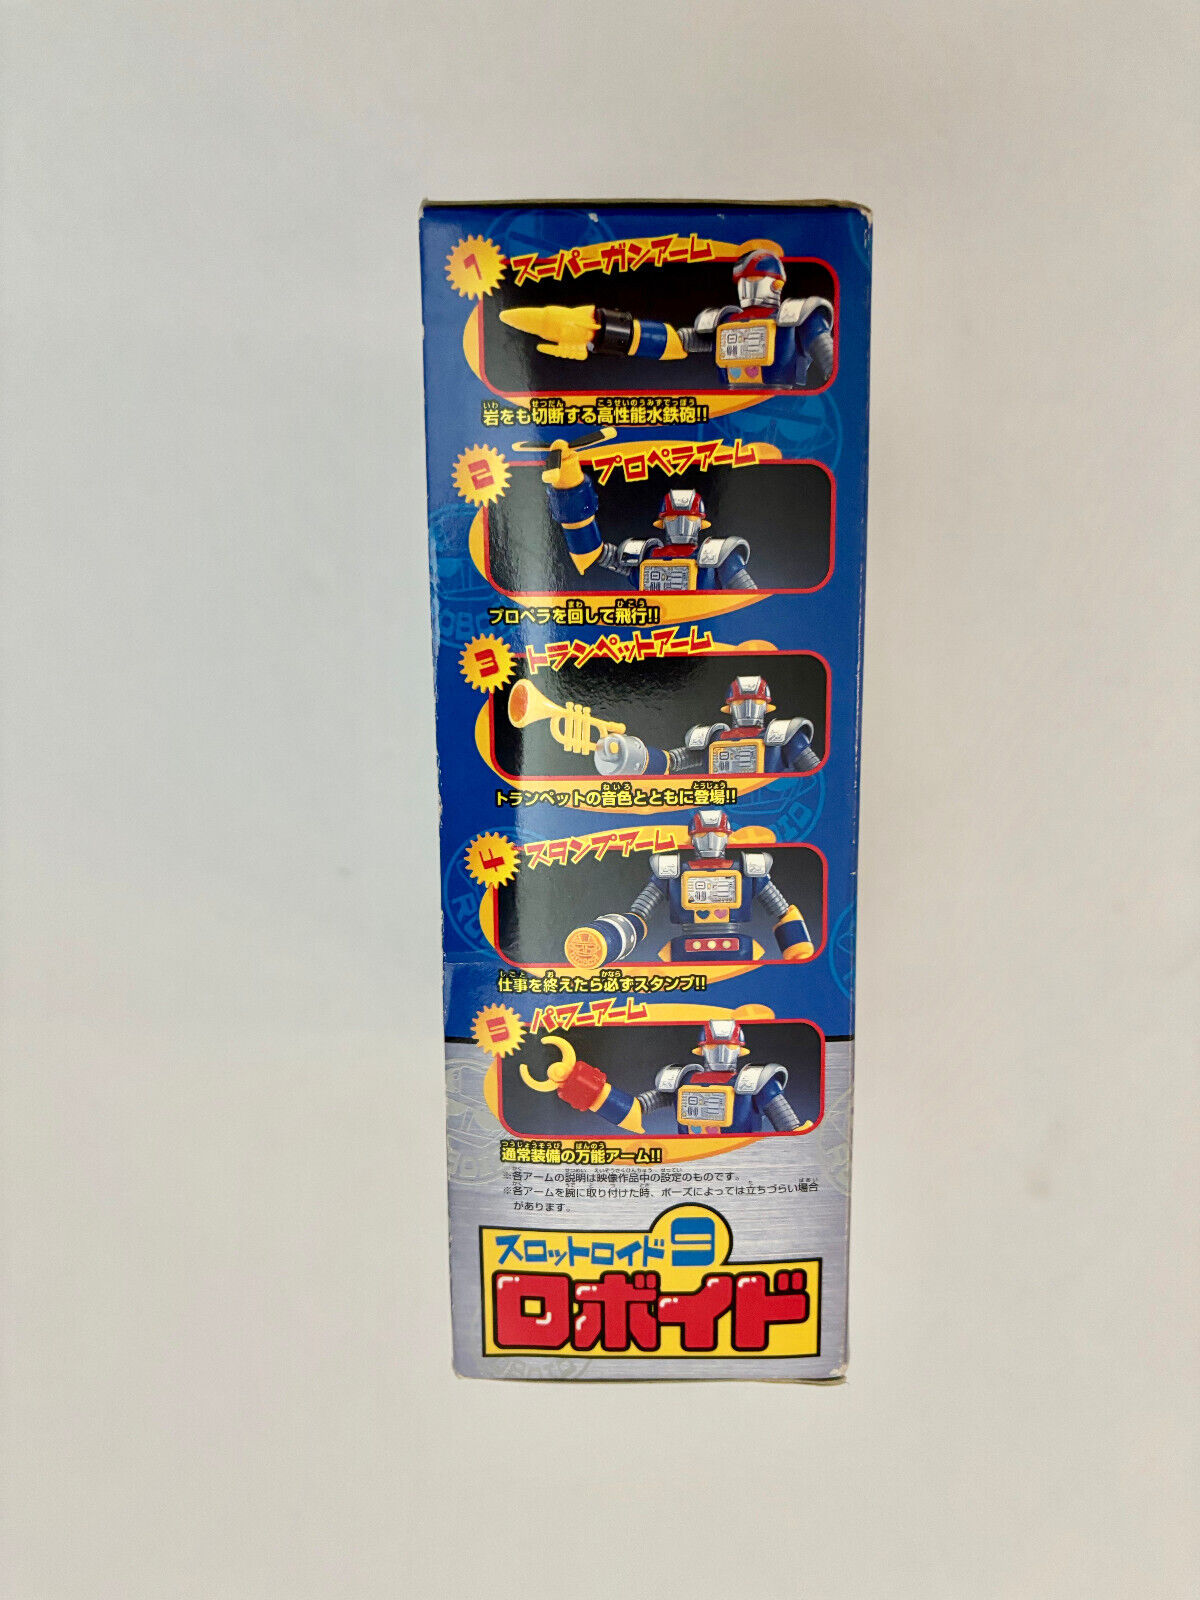 1 スーパーガンアーム
岩をも切断する高性能水鉄砲!!
2 プロペラアーム
プロペラを回して飛行!!
3 トランペットアーム
トランペットの音色とともに登場!!
4 スタンプアーム
仕事を終えたら必ずスタンプ!!
5 パワーアーム
通常装備の万能アーム!!
※各アームの説明は映像作品中の設定のものです。
※各アームを腕に取り付けた時、ポーズによっては立ちづらい場合
があります。
スロットロイド9
ロボイド